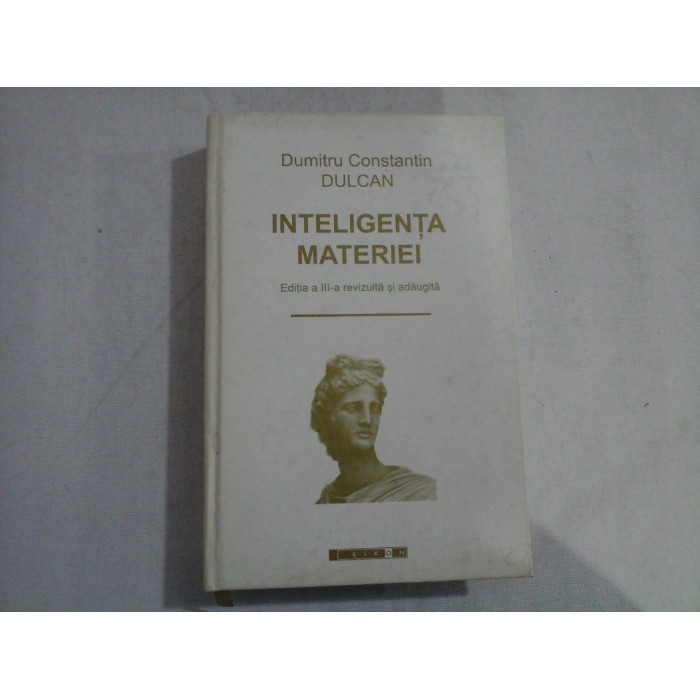 Dumitru Constantin
DULCAN
INTELIGENȚA
MATERIEI
Ediția a III-a revizuită și adăugită
EIKON